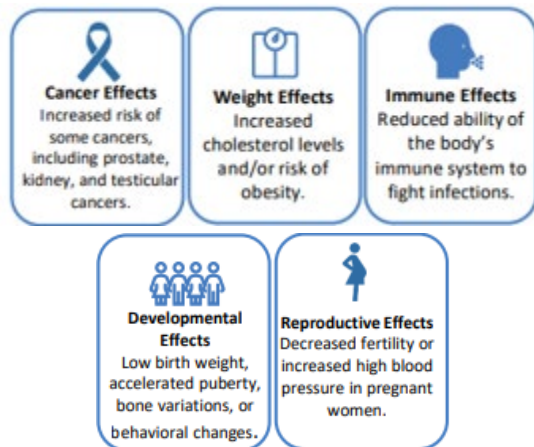 Cancer Effects
Increased risk of
some cancers,
including prostate,
kidney, and testicular
cancers.
Weight Effects
Increased
cholesterol levels
and/or risk of
obesity.
Immune Effects
Reduced ability of
the body's
immune system to
fight infections.
Developmental
Effects
Low birth weight,
accelerated puberty,
bone variations, or
behavioral changes.
Reproductive Effects
Decreased fertility or
increased high blood
pressure in pregnant
women.